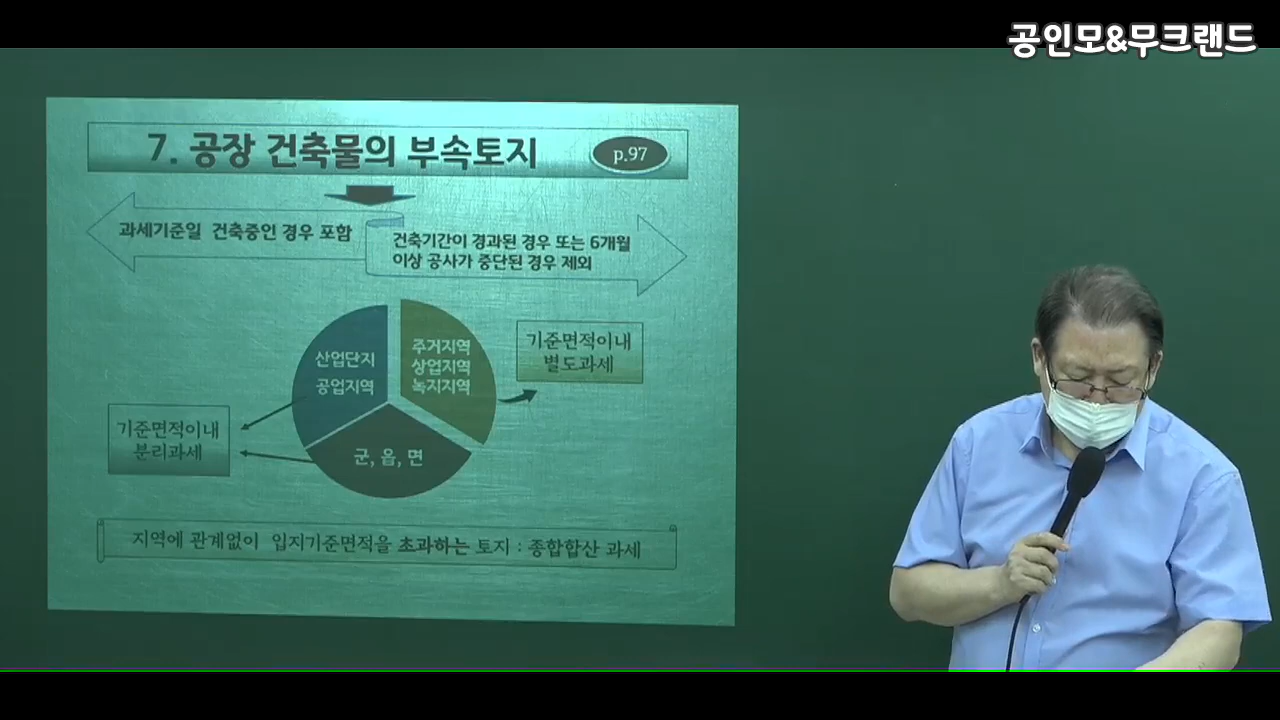 공인모&무크랜드
7. 공장 건축물의 부속토지
p.97
과세기준일 건축중인 경우 포함
건축기간이 경과된 경우 또는 6개월
이상 공사가 중단된 경우 제외
산업단지
공업지역
주거지역
상업지역
녹지지역
기준면적이내
별도과세
기준면적이내
분리과세
군, 읍, 면
지역에 관계없이 입지기준면적을 초과하는 토지 : 종합합산 과세